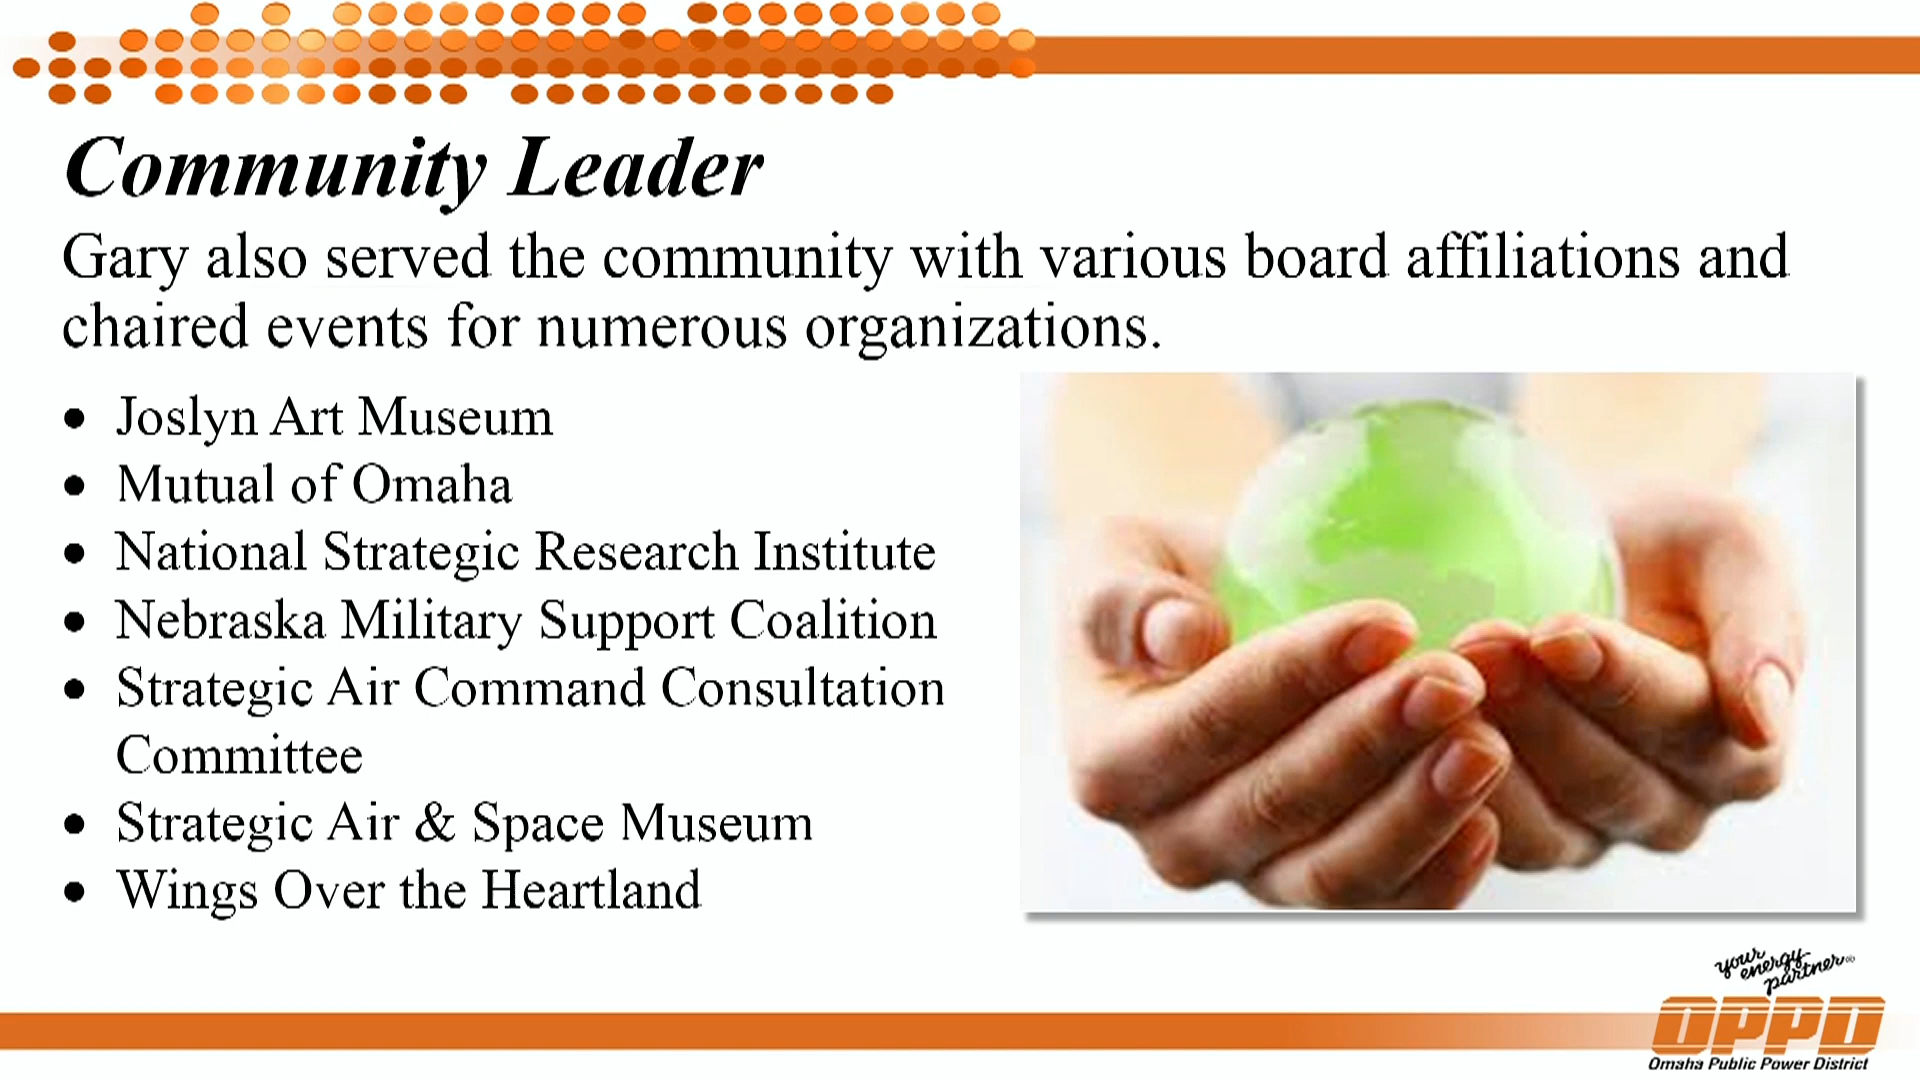 Community Leader
Gary also served the community with various board affiliations and
chaired events for numerous organizations.
• Joslyn Art Museum
• Mutual of Omaha
• National Strategic Research Institute
• Nebraska Military Support Coalition
• Strategic Air Command Consultation
Committee
• Strategic Air & Space Museum
• Wings Over the Heartland
your
energy
partner
OPPD
Omaha Public Power District